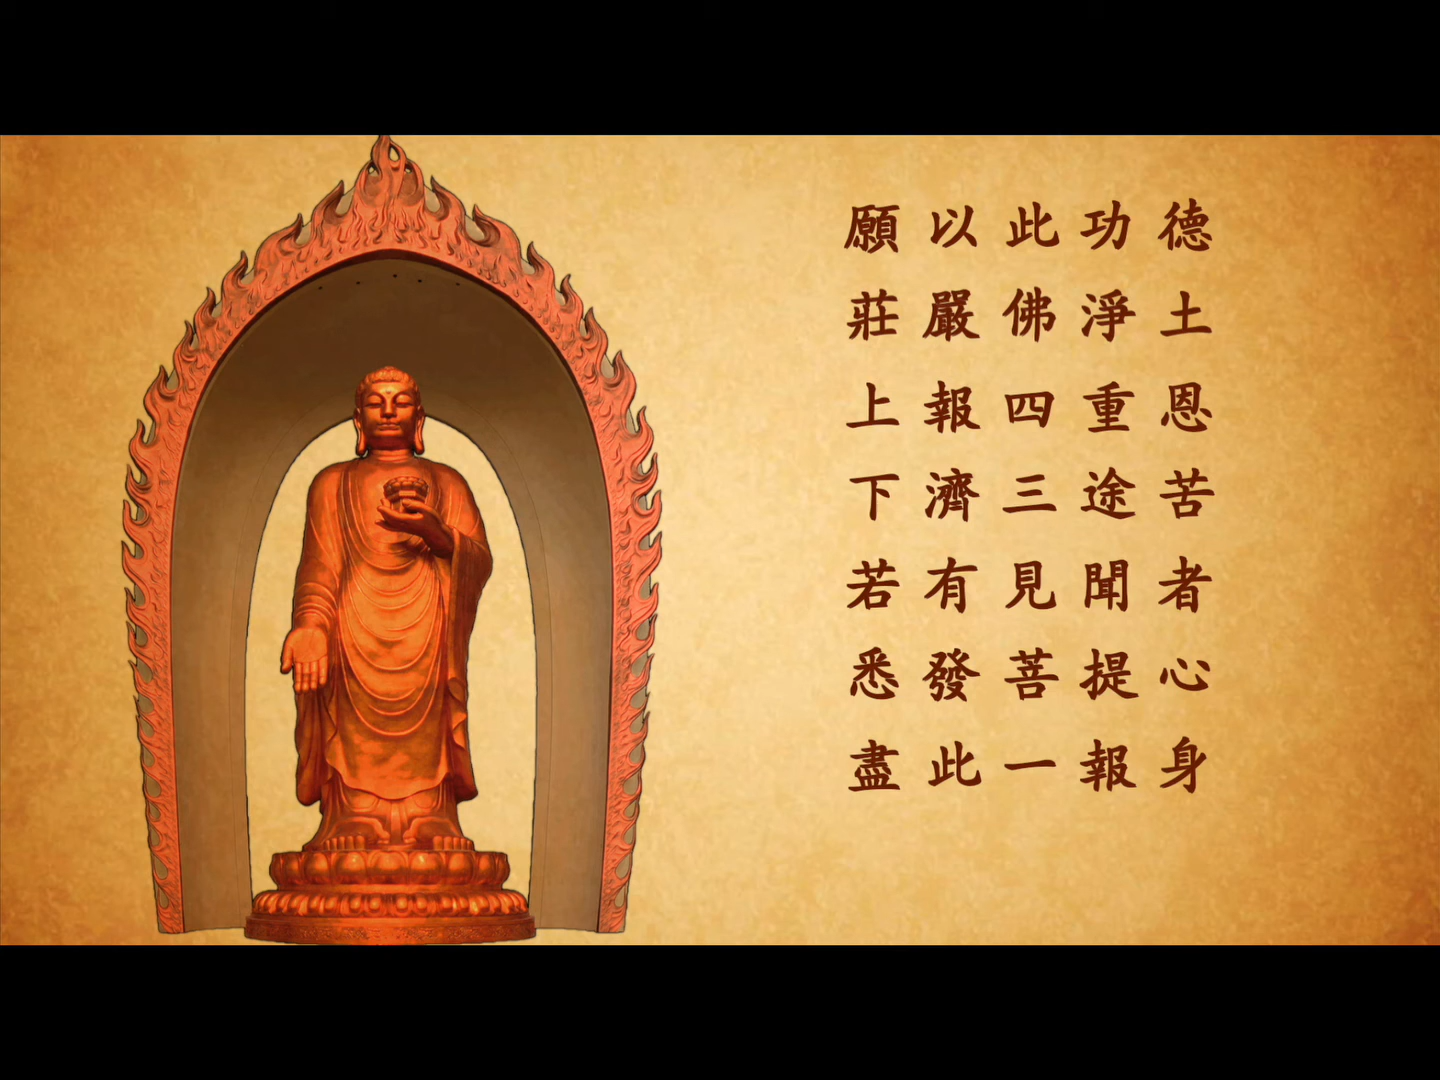 願以此功德
莊嚴佛淨土
上報四重恩
下濟三途苦
若有見聞者
悉發菩提心
盡此一報身